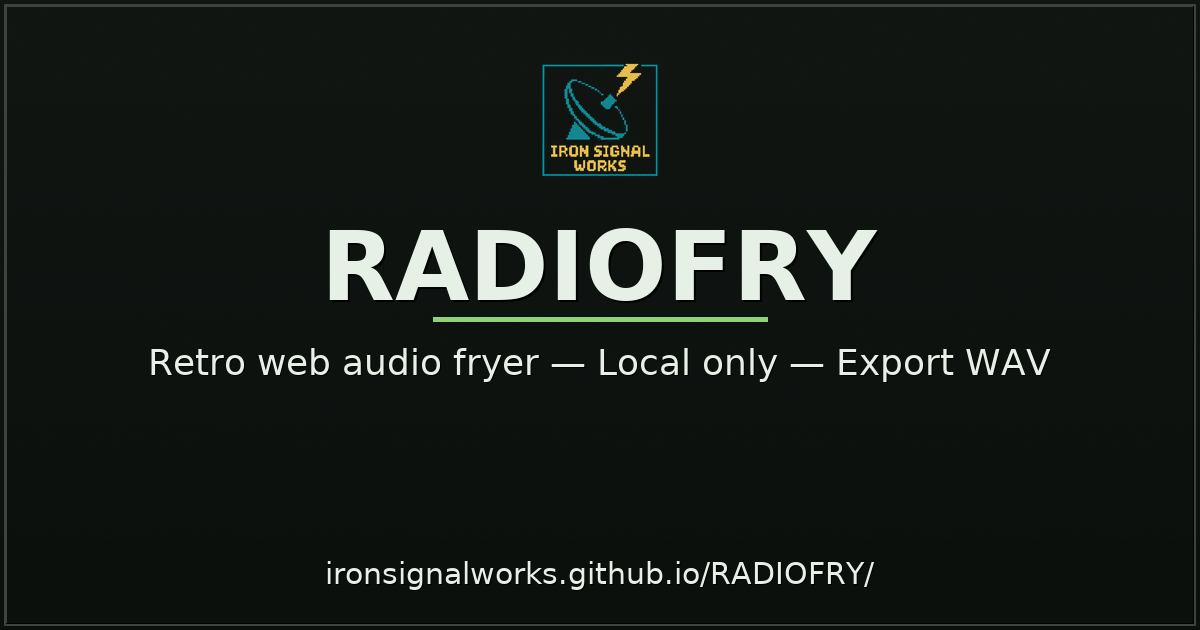 IRON SIGNAL
WORKS
RADIOFRY
Retro web audio fryer — Local only — Export WAV
ironsignalworks.github.io/RADIOFRY/